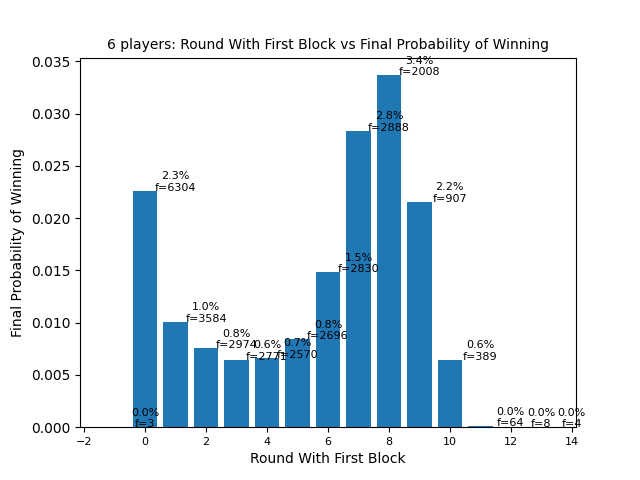 6 players: Round With First Block vs Final Probability of Winning
Final Probability of Winning
0.035
0.030
0.025
0.020
0.015
0.010
0.005
0.000
0.0%
f=3
2.3%
f=6304
1.0%
f=3584
0.8%
f=2974
0.6%
f=2771
0.7%
f=2570
0.8%
f=2696
1.5%
f=2830
2.8%
f=2888
3.4%
f=2008
2.2%
f=907
0.6%
f=389
0.0%
f=64
0.0%
f=8
0.0%
f=4
−2 0 2 4 6 8 10 12 14
Round With First Block